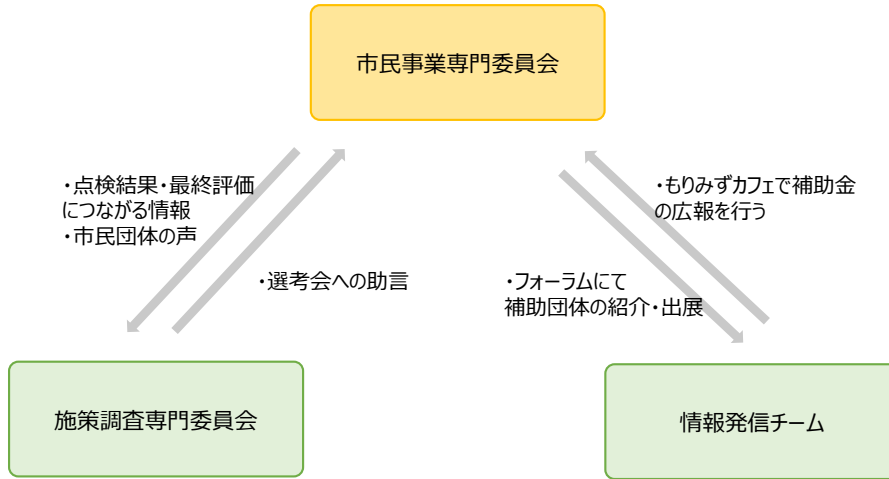 市民事業専門委員会
・点検結果・最終評価
につながる情報
・市民団体の声
・もりみずカフェで補助金
の広報を行う
・選考会への助言
・フォーラムにて
補助団体の紹介・出展
施策調査専門委員会
情報発信チーム